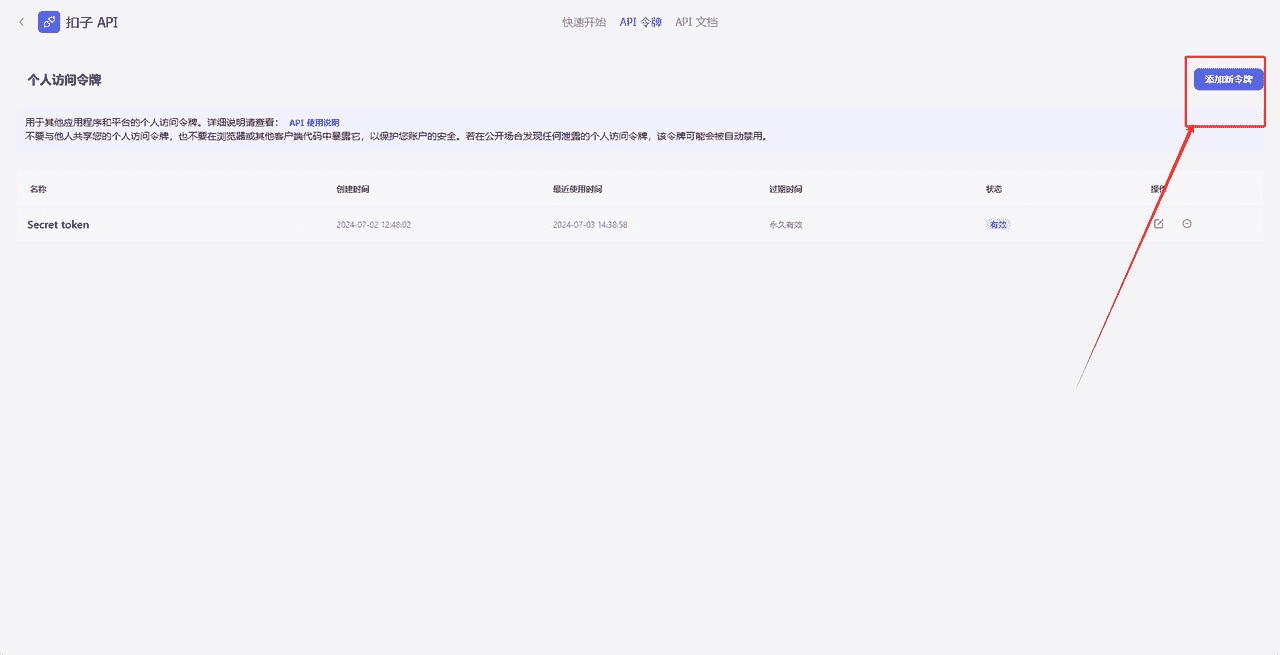 扣子 API
快速开始 API 令牌 API 文档
个人访问令牌
添加新令牌
用于其他应用程序和平台的个人访问令牌。详细说明请查看： API 使用说明
不要与他人共享您的个人访问令牌，也不要在浏览器或其他客户端代码中暴露它，以保护您账户的安全。若在公开场合发现任何泄露的个人访问令牌，该令牌可能会被自动禁用。
名称 创建时间 最近使用时间 过期时间 状态 操作
Secret token 2024-07-02 12:48:02 2024-07-03 14:38:58 永久有效 有效